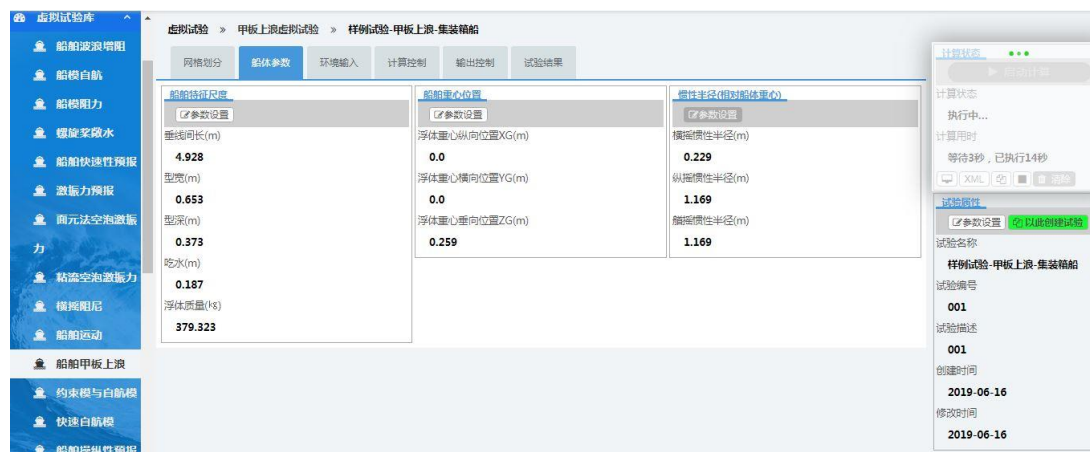 虚拟试验库
船舶波浪增阻
船模自航
船模阻力
螺旋桨敞水
船舶快速性预报
激振力预报
面元法空泡激振
力
粘流空泡激振力
横摇阻尼
船舶运动
船舶甲板上浪
约束模与自航模
快速自航模
船舶操纵性预报
虚拟试验 » 甲板上浪虚拟试验 » 样例试验-甲板上浪-集装箱船
网格划分 船体参数 环境输入 计算控制 输出控制 试验结果
船舶特征尺度
参数设置
垂线间长(m)
4.928
型宽(m)
0.653
型深(m)
0.373
吃水(m)
0.187
浮体质量(kg)
379.323
船舶重心位置
参数设置
浮体重心纵向位置XG(m)
0.0
浮体重心横向位置YG(m)
0.0
浮体重心垂向位置ZG(m)
0.259
惯性半径(相对船体重心)
参数设置
横摇惯性半径(m)
0.229
纵摇惯性半径(m)
1.169
艏摇惯性半径(m)
1.169
计算状态
启动计算
计算状态
执行中...
计算用时
等待3秒，已执行14秒
XML 清除
试验属性
参数设置 以此创建试验
试验名称
样例试验-甲板上浪-集装箱船
试验编号
001
试验描述
001
创建时间
2019-06-16
修改时间
2019-06-16